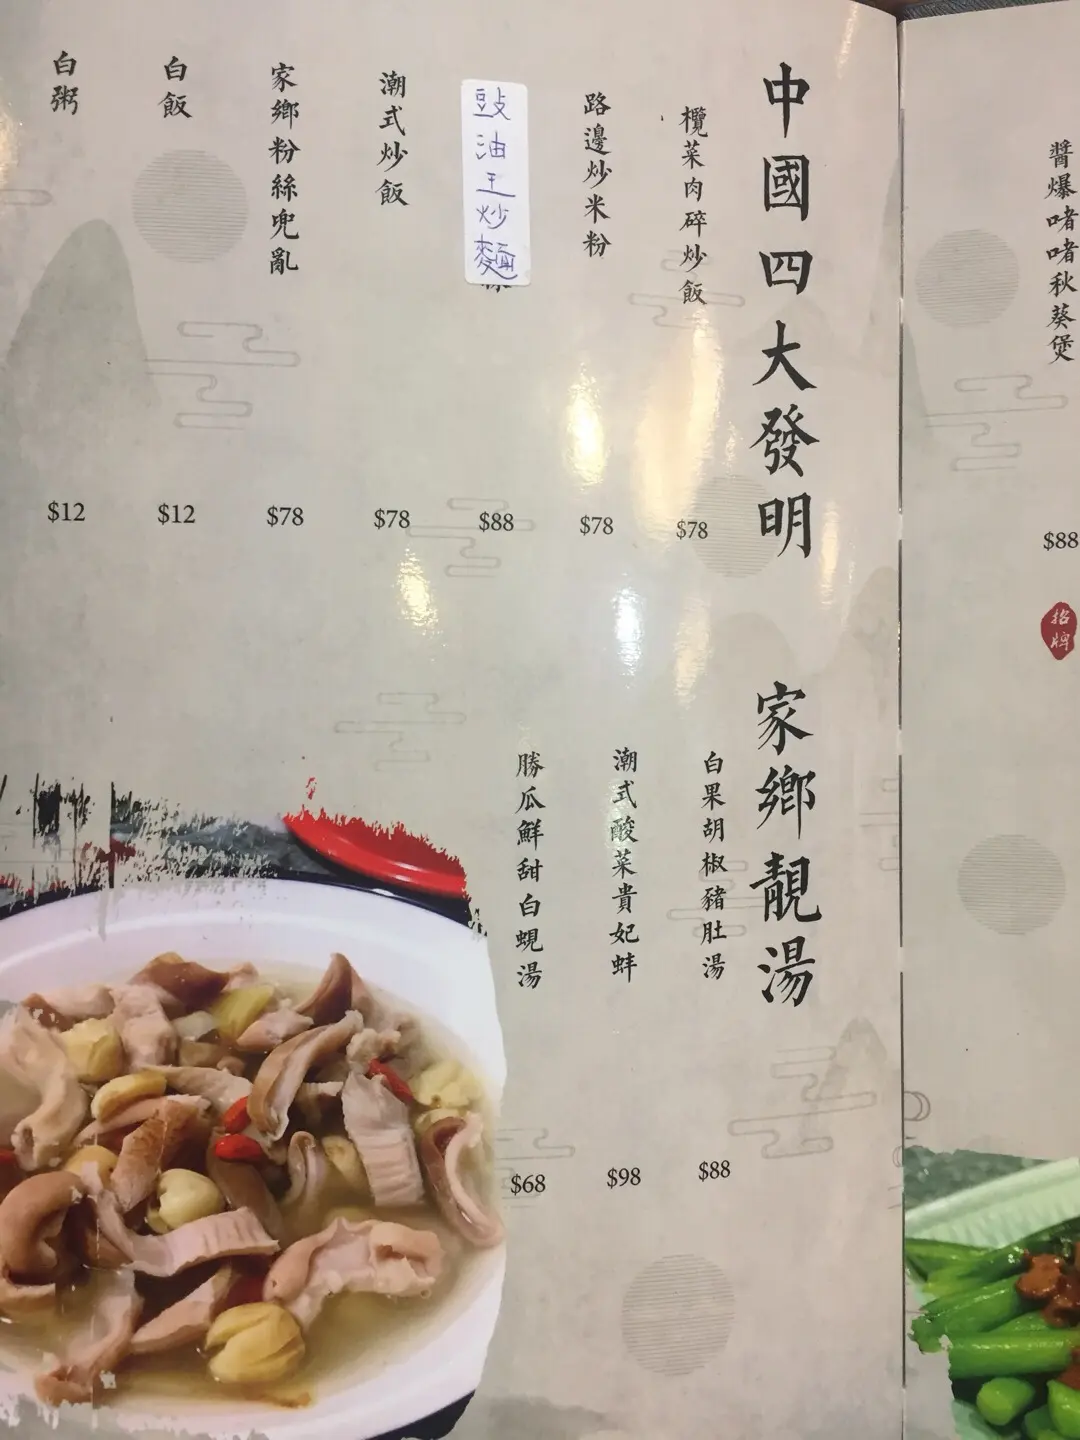 醬爆啫啫秋葵煲
$88
招牌
中國四大發明
欖菜肉碎炒飯
$78
路邊炒米粉
$78
豉油王炒麵
$88
潮式炒飯
$78
家鄉粉絲兜亂
$78
白飯
$12
白粥
$12
家鄉靚湯
白果胡椒豬肚湯
$88
潮式酸菜貴妃蚌
$98
勝瓜鮮甜白蜆湯
$68